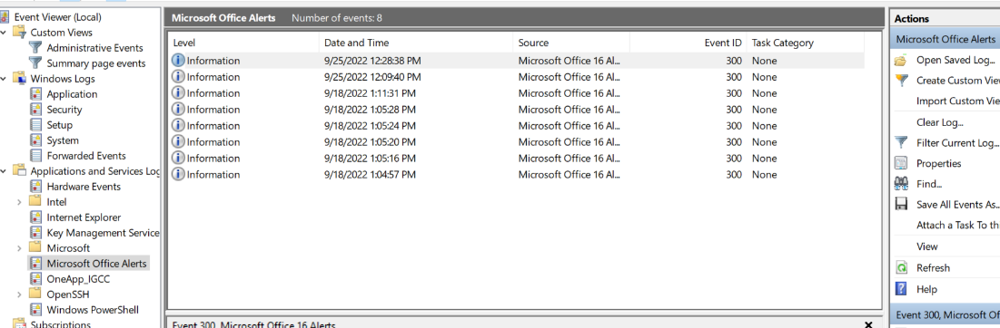 Event Viewer (Local)
Custom Views
Administrative Events
Summary page events
Windows Logs
Application
Security
Setup
System
Forwarded Events
Applications and Services Log
Hardware Events
Intel
Internet Explorer
Key Management Service
Microsoft
Microsoft Office Alerts
OneApp_IGCC
OpenSSH
Windows PowerShell
Subscriptions
Microsoft Office Alerts Number of events: 8
Level Date and Time Source Event ID Task Category
Information 9/25/2022 12:28:38 PM Microsoft Office 16 Al... 300 None
Information 9/25/2022 12:09:40 PM Microsoft Office 16 Al... 300 None
Information 9/18/2022 1:11:31 PM Microsoft Office 16 Al... 300 None
Information 9/18/2022 1:05:28 PM Microsoft Office 16 Al... 300 None
Information 9/18/2022 1:05:24 PM Microsoft Office 16 Al... 300 None
Information 9/18/2022 1:05:20 PM Microsoft Office 16 Al... 300 None
Information 9/18/2022 1:05:16 PM Microsoft Office 16 Al... 300 None
Information 9/18/2022 1:04:57 PM Microsoft Office 16 Al... 300 None
Event 300, Microsoft Office 16 Alerts
Actions
Microsoft Office Alerts
Open Saved Log...
Create Custom Vie
Import Custom Vie
Clear Log...
Filter Current Log...
Properties
Find...
Save All Events As...
Attach a Task To th
View
Refresh
Help
Event 300, Microsoft Of